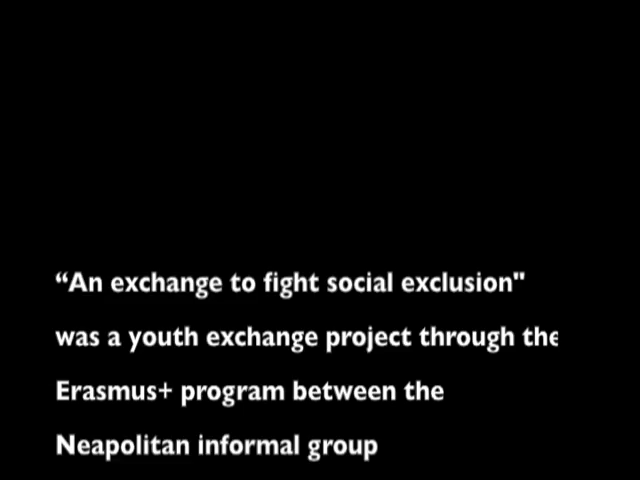 “An exchange to fight social exclusion"
was a youth exchange project through the
Erasmus+ program between the
Neapolitan informal group